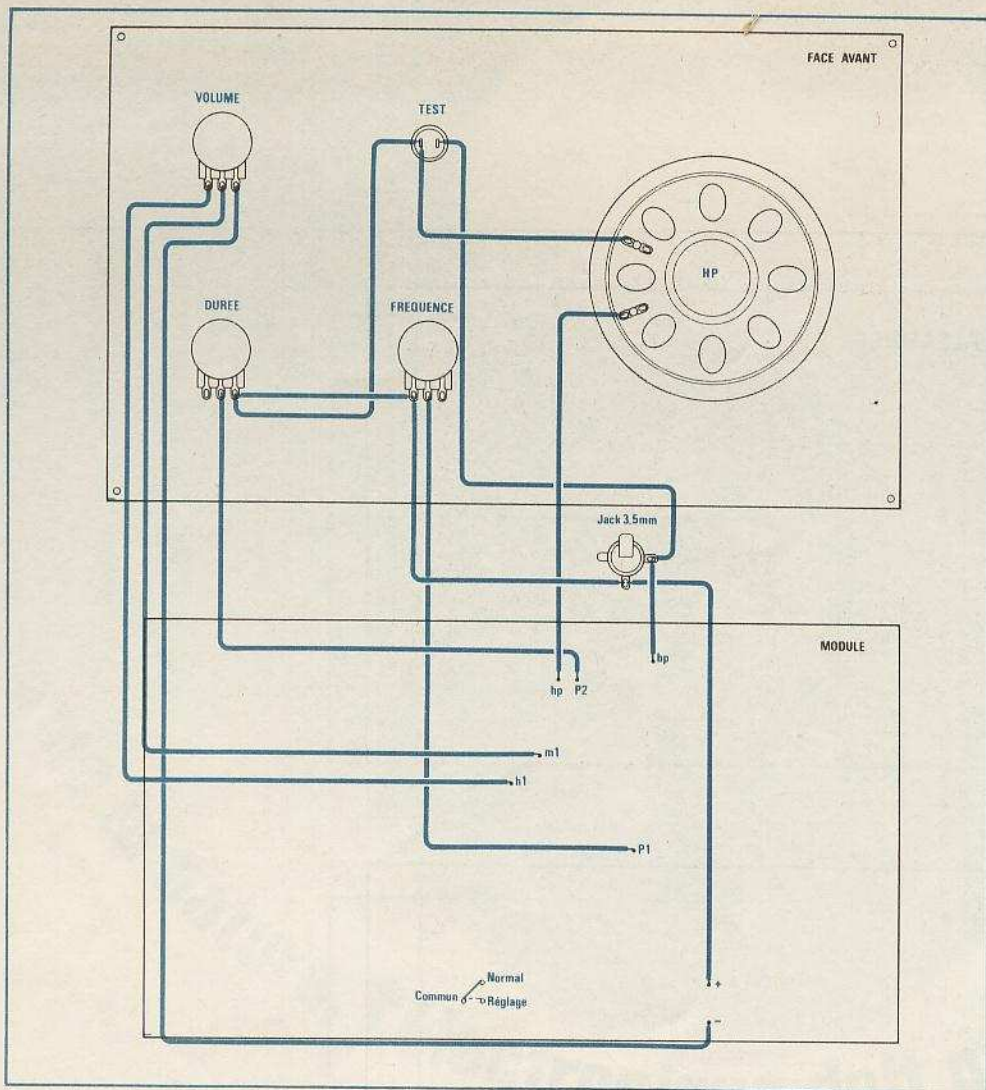 FACE AVANT
VOLUME
TEST
HP
DUREE
FREQUENCE
Jack 3,5mm
MODULE
bp
hp
P2
m1
h1
P1
Normal
Commun
Réglage
+
−